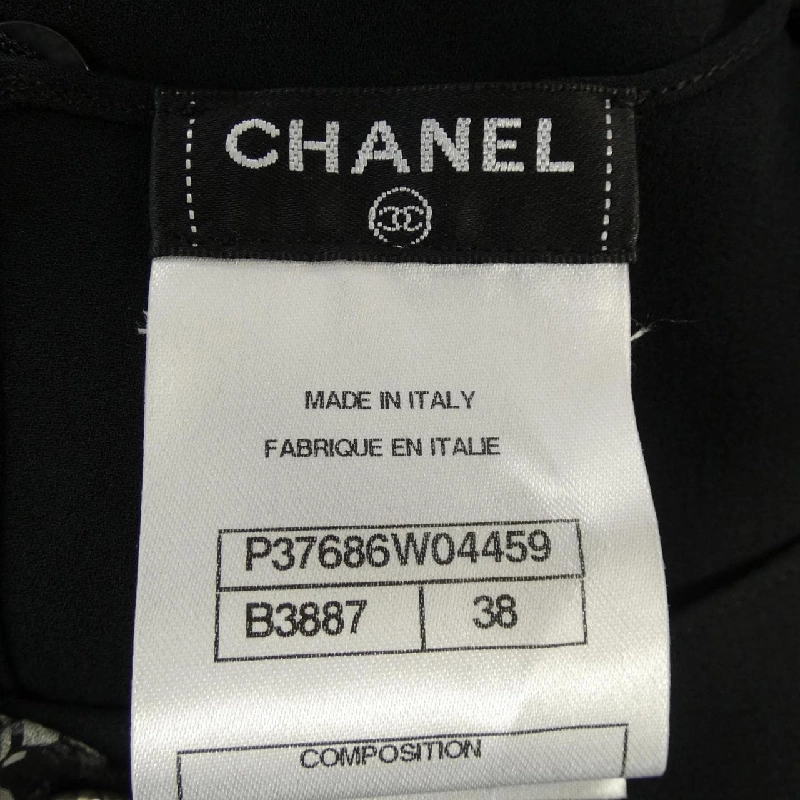 CHANEL
MADE IN ITALY
FABRIQUE EN ITALIE
P37686W04459
B3887 38
COMPOSITION